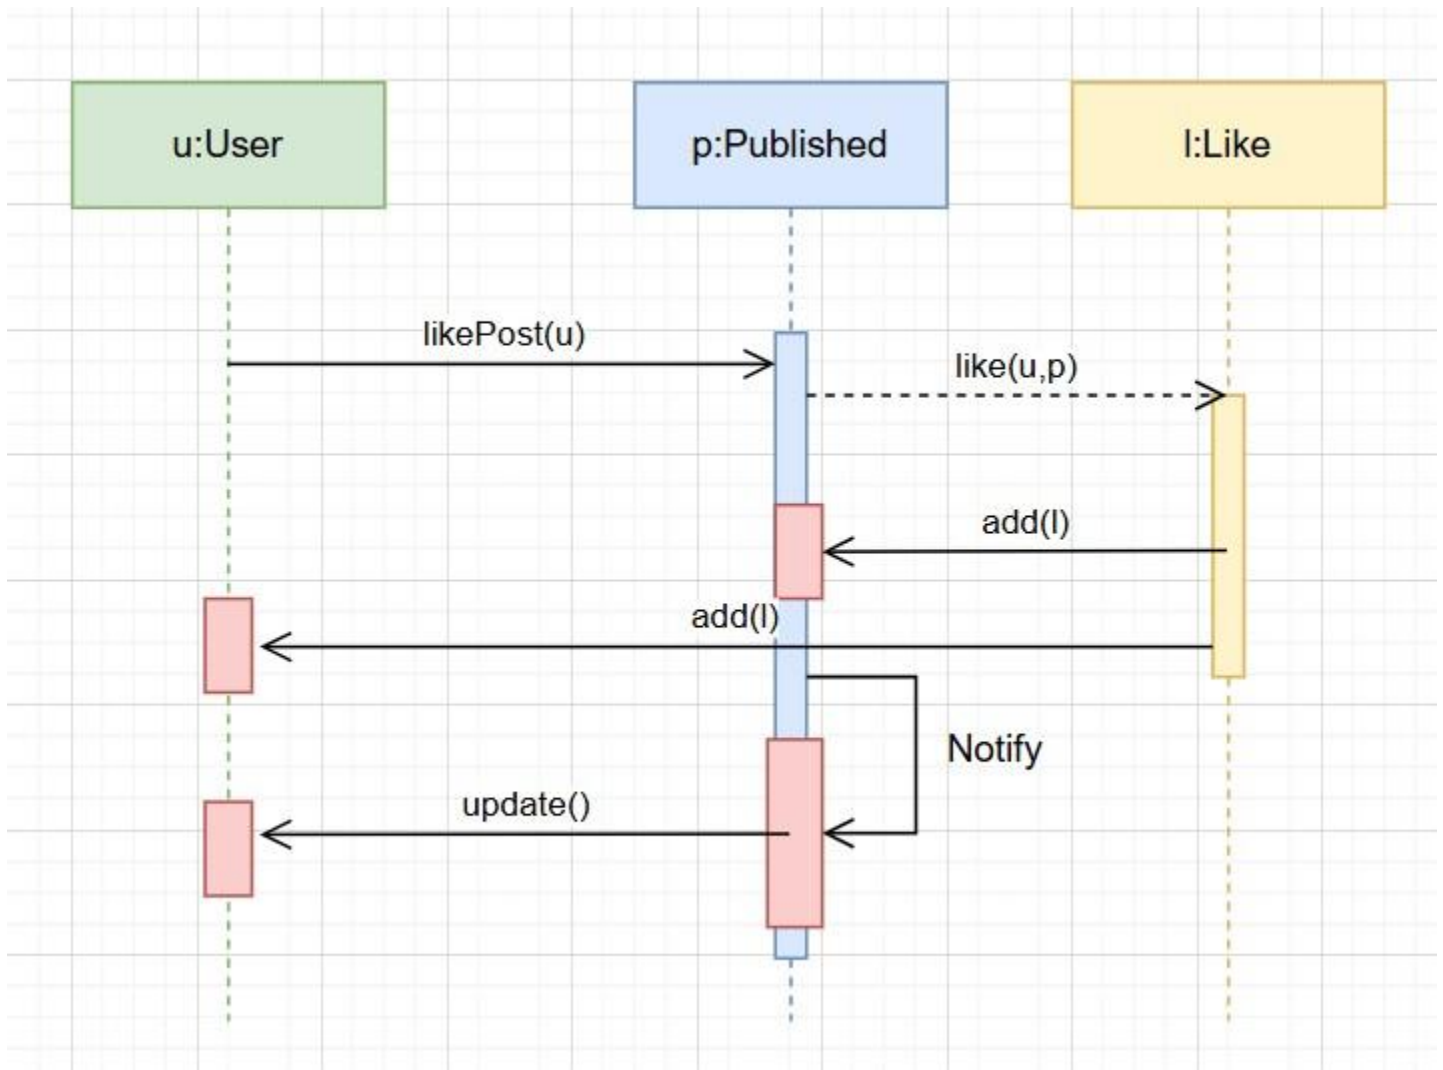 u:User
p:Published
l:Like
likePost(u)
like(u,p)
add(l)
add(l)
Notify
update()